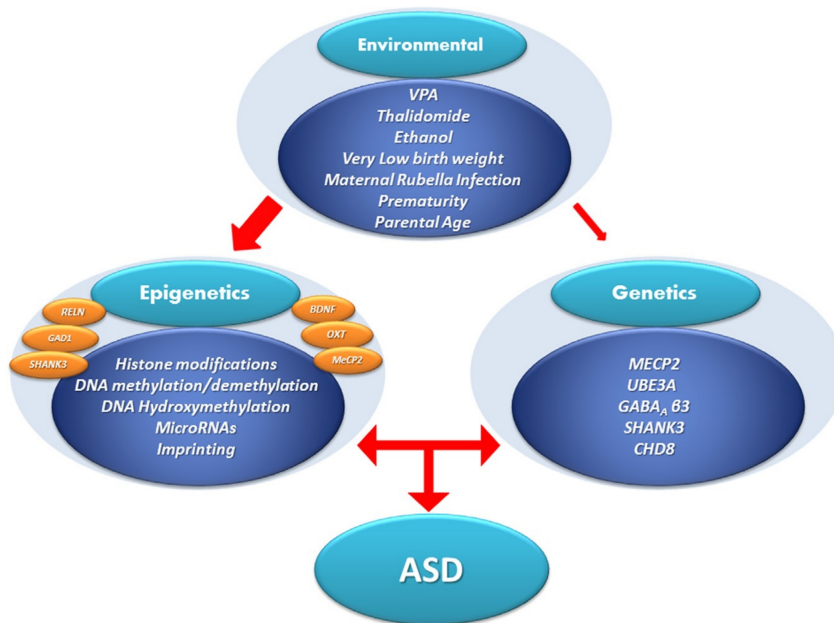 Environmental
VPA
Thalidomide
Ethanol
Very Low birth weight
Maternal Rubella Infection
Prematurity
Parental Age
Epigenetics
RELN
GAD1
SHANK3
BDNF
OXT
MeCP2
Histone modifications
DNA methylation/demethylation
DNA Hydroxymethylation
MicroRNAs
Imprinting
Genetics
MECP2
UBE3A
GABA_A β3
SHANK3
CHD8
ASD